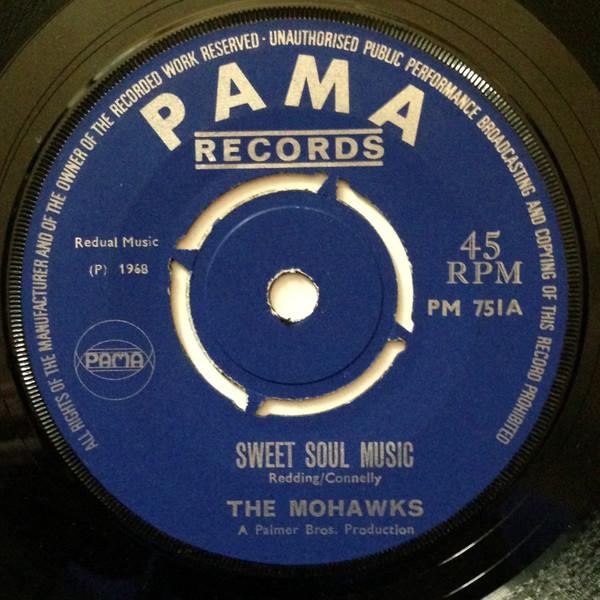 ALL RIGHTS OF THE MANUFACTURER AND OF THE OWNER OF THE RECORDED WORK RESERVED · UNAUTHORISED PUBLIC PERFORMANCE BROADCASTING AND COPYING OF THIS RECORD PROHIBITED
PAMA
RECORDS
Redual Music
(P) 1968
45
RPM
PM 751A
PAMA
SWEET SOUL MUSIC
Redding/Connelly
THE MOHAWKS
A Palmer Bros. Production